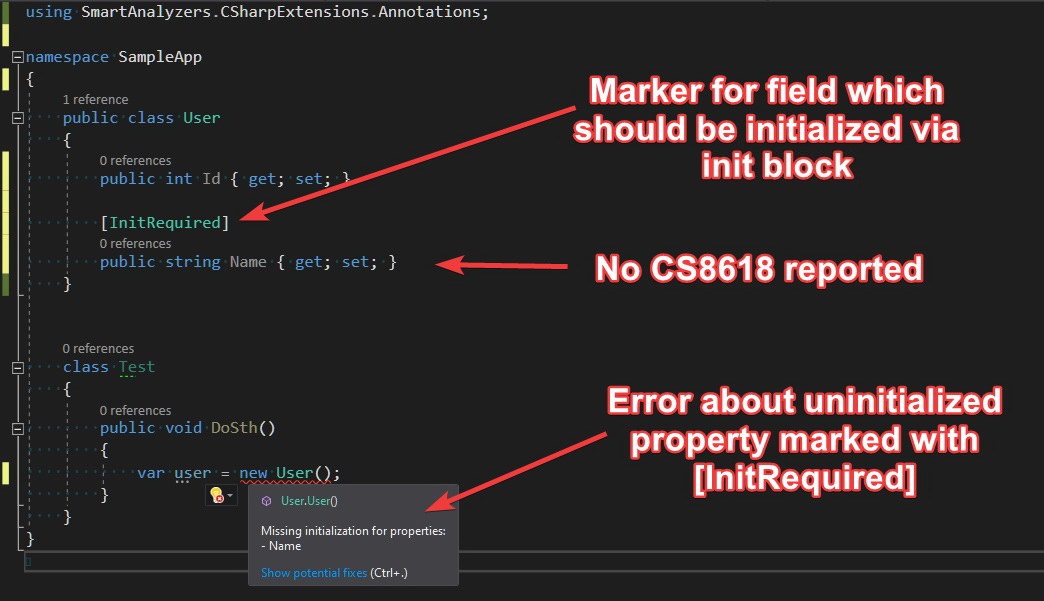 using SmartAnalyzers.CSharpExtensions.Annotations;
namespace SampleApp
{
1 reference
public class User
{
0 references
public int Id { get; set; }
[InitRequired]
0 references
public string Name { get; set; }
}
Marker for field which
should be initialized via
init block
No CS8618 reported
0 references
class Test
{
0 references
public void DoSth()
{
var user = new User();
}
}
}
User.User()
Missing initialization for properties:
- Name
Show potential fixes (Ctrl+.)
Error about uninitialized
property marked with
[InitRequired]